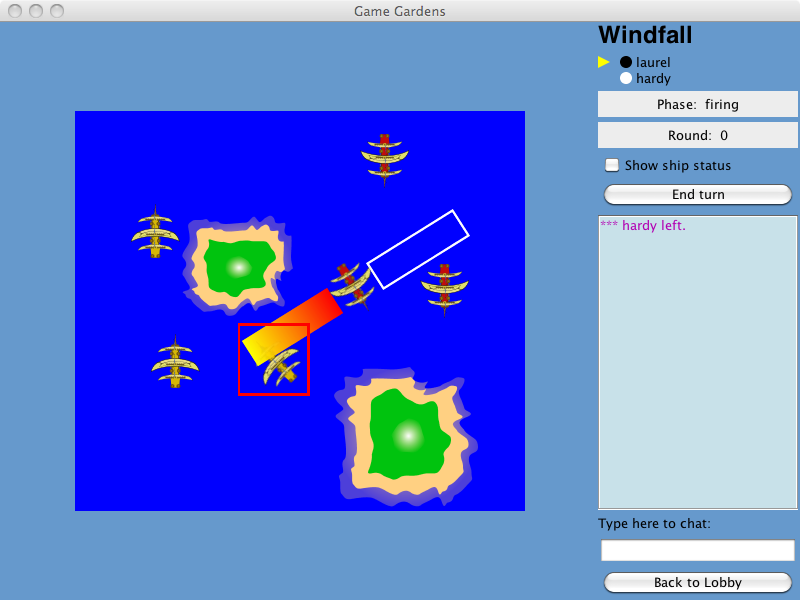 Game Gardens
Windfall
laurel
hardy
Phase: firing
Round: 0
Show ship status
End turn
*** hardy left.
Type here to chat:
Back to Lobby